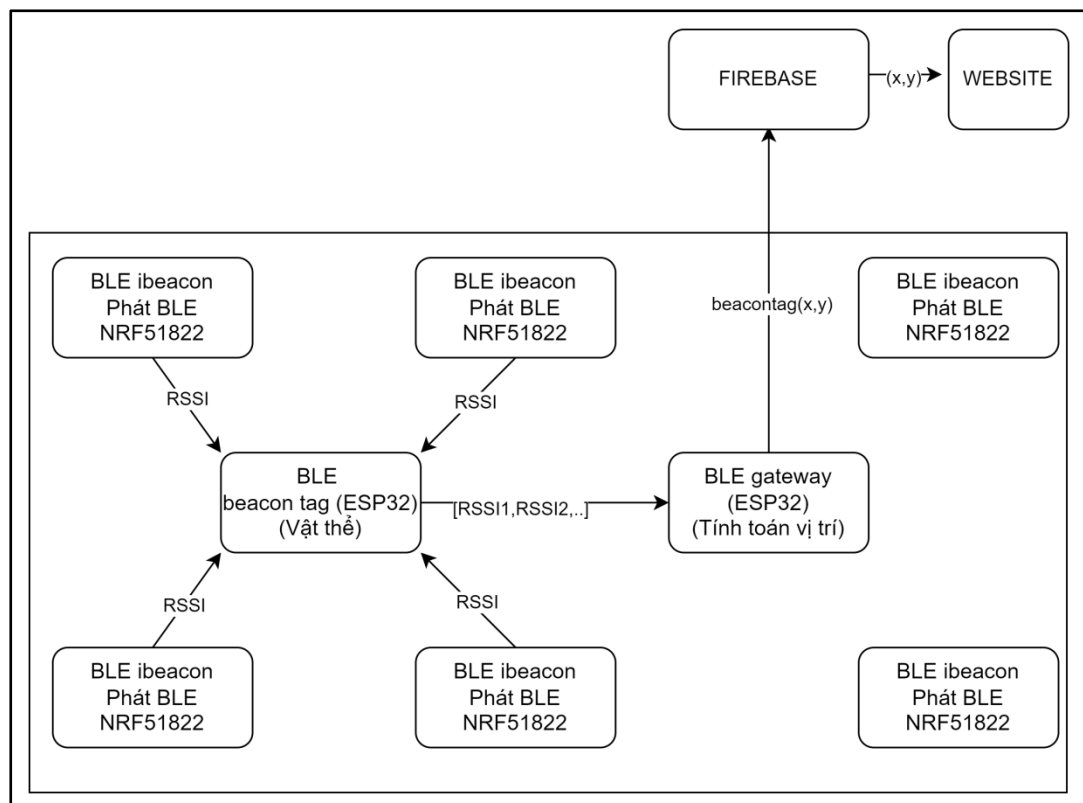 FIREBASE
(x,y)
WEBSITE
BLE ibeacon
Phát BLE
NRF51822
BLE ibeacon
Phát BLE
NRF51822
beacontag(x,y)
BLE ibeacon
Phát BLE
NRF51822
RSSI
RSSI
BLE
beacon tag (ESP32)
(Vật thể)
[RSSI1,RSSI2,..]
BLE gateway
(ESP32)
(Tính toán vị trí)
RSSI
RSSI
BLE ibeacon
Phát BLE
NRF51822
BLE ibeacon
Phát BLE
NRF51822
BLE ibeacon
Phát BLE
NRF51822